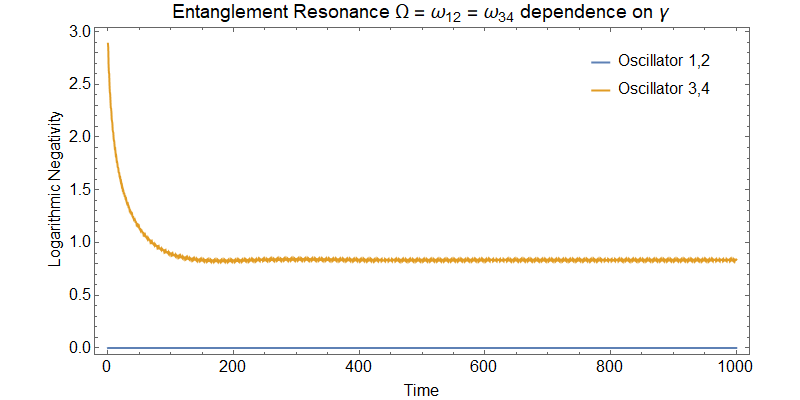 Entanglement Resonance Ω = ω₁₂ = ω₃₄ dependence on γ
Oscillator 1,2
Oscillator 3,4
Logarithmic Negativity
3.0
2.5
2.0
1.5
1.0
0.5
0.0
0 200 400 600 800 1000
Time